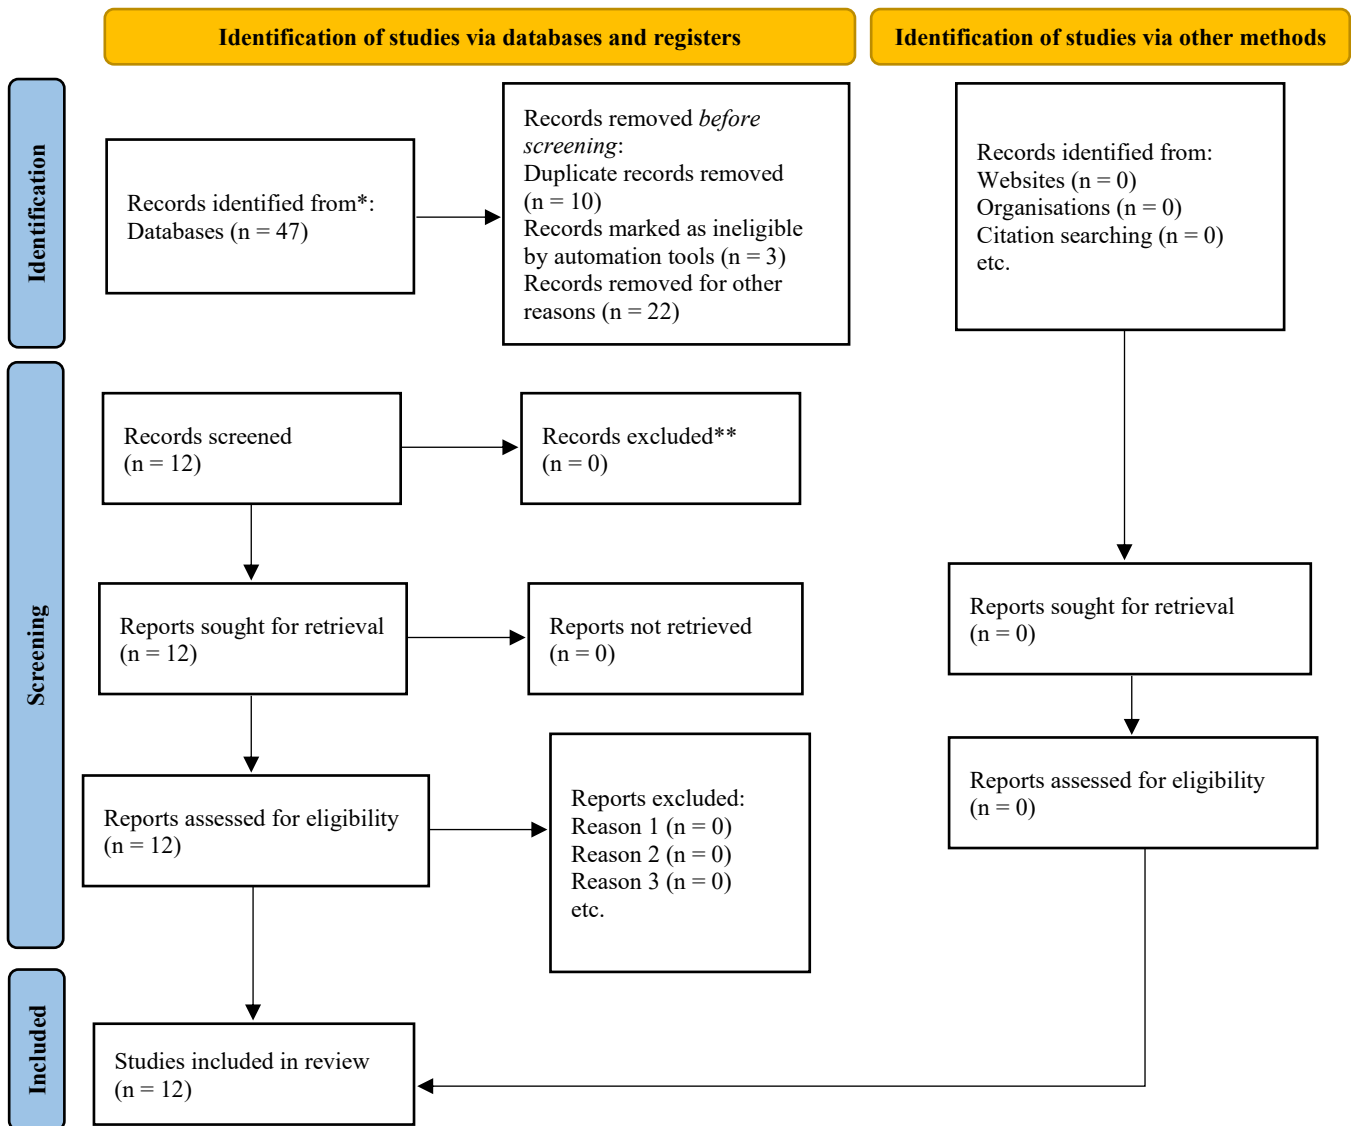 Identification of studies via databases and registers
Identification of studies via other methods
Identification
Records identified from*:
Databases (n = 47)
Records removed before
screening:
Duplicate records removed
(n = 10)
Records marked as ineligible
by automation tools (n = 3)
Records removed for other
reasons (n = 22)
Records identified from:
Websites (n = 0)
Organisations (n = 0)
Citation searching (n = 0)
etc.
Screening
Records screened
(n = 12)
Records excluded**
(n = 0)
Reports sought for retrieval
(n = 12)
Reports not retrieved
(n = 0)
Reports sought for retrieval
(n = 0)
Reports assessed for eligibility
(n = 12)
Reports excluded:
Reason 1 (n = 0)
Reason 2 (n = 0)
Reason 3 (n = 0)
etc.
Reports assessed for eligibility
(n = 0)
Included
Studies included in review
(n = 12)